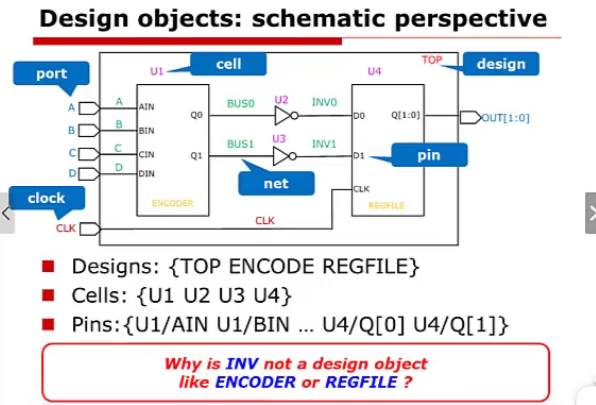 Design objects: schematic perspective
port
U1
cell
U4
TOP
design
A
A
AIN
Q0
BUS0
U2
INV0
D0
Q[1:0]
OUT[1:0]
B
B
BIN
U3
C
C
CIN
Q1
BUS1
INV1
D1
pin
D
D
DIN
net
clock
CLK
ENCODER
REGFILE
CLK
CLK
Designs: {TOP ENCODE REGFILE}
Cells: {U1 U2 U3 U4}
Pins:{U1/AIN U1/BIN ... U4/Q[0] U4/Q[1]}
Why is INV not a design object
like ENCODER or REGFILE ?